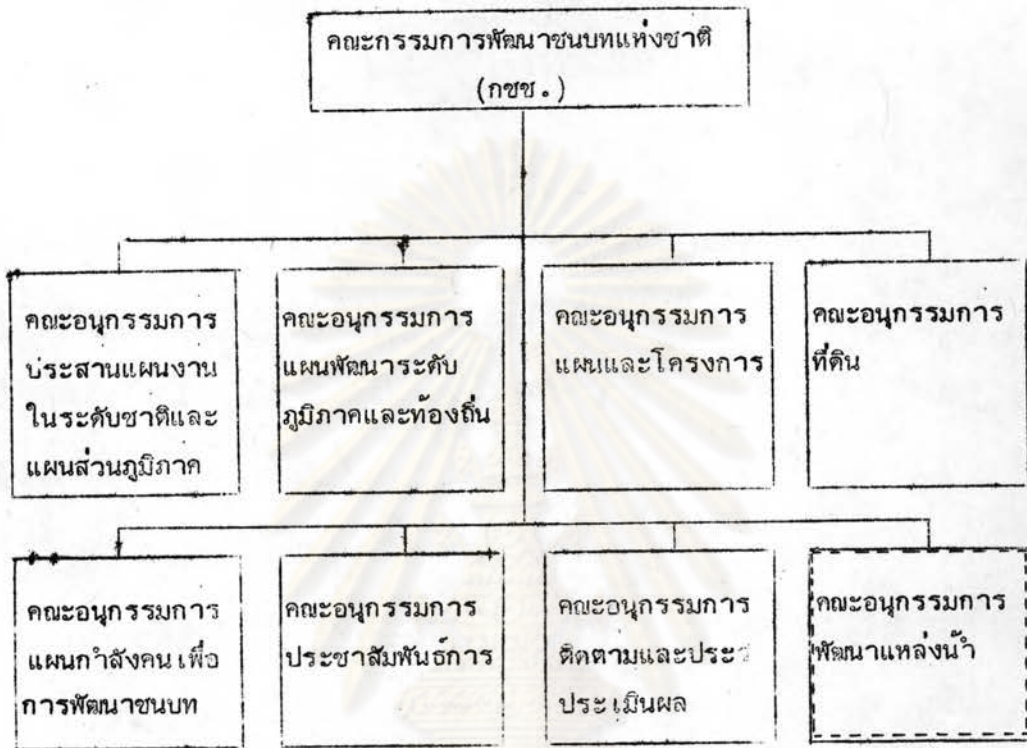 คณะกรรมการพัฒนาชนบทแห่งชาติ
(กชช.)
คณะอนุกรรมการ
ประสานแผนงาน
ในระดับชาติและ
แผนส่วนภูมิภาค
คณะอนุกรรมการ
แผนพัฒนาระดับ
ภูมิภาคและท้องถิ่น
คณะอนุกรรมการ
แผนและโครงการ
คณะอนุกรรมการ
ที่ดิน
คณะอนุกรรมการ
แผนกำลังคนเพื่อ
การพัฒนาชนบท
คณะอนุกรรมการ
ประชาสัมพันธ์การ
คณะอนุกรรมการ
ติดตามและประ
ประเมินผล
คณะอนุกรรมการ
พัฒนาแหล่งน้ำ